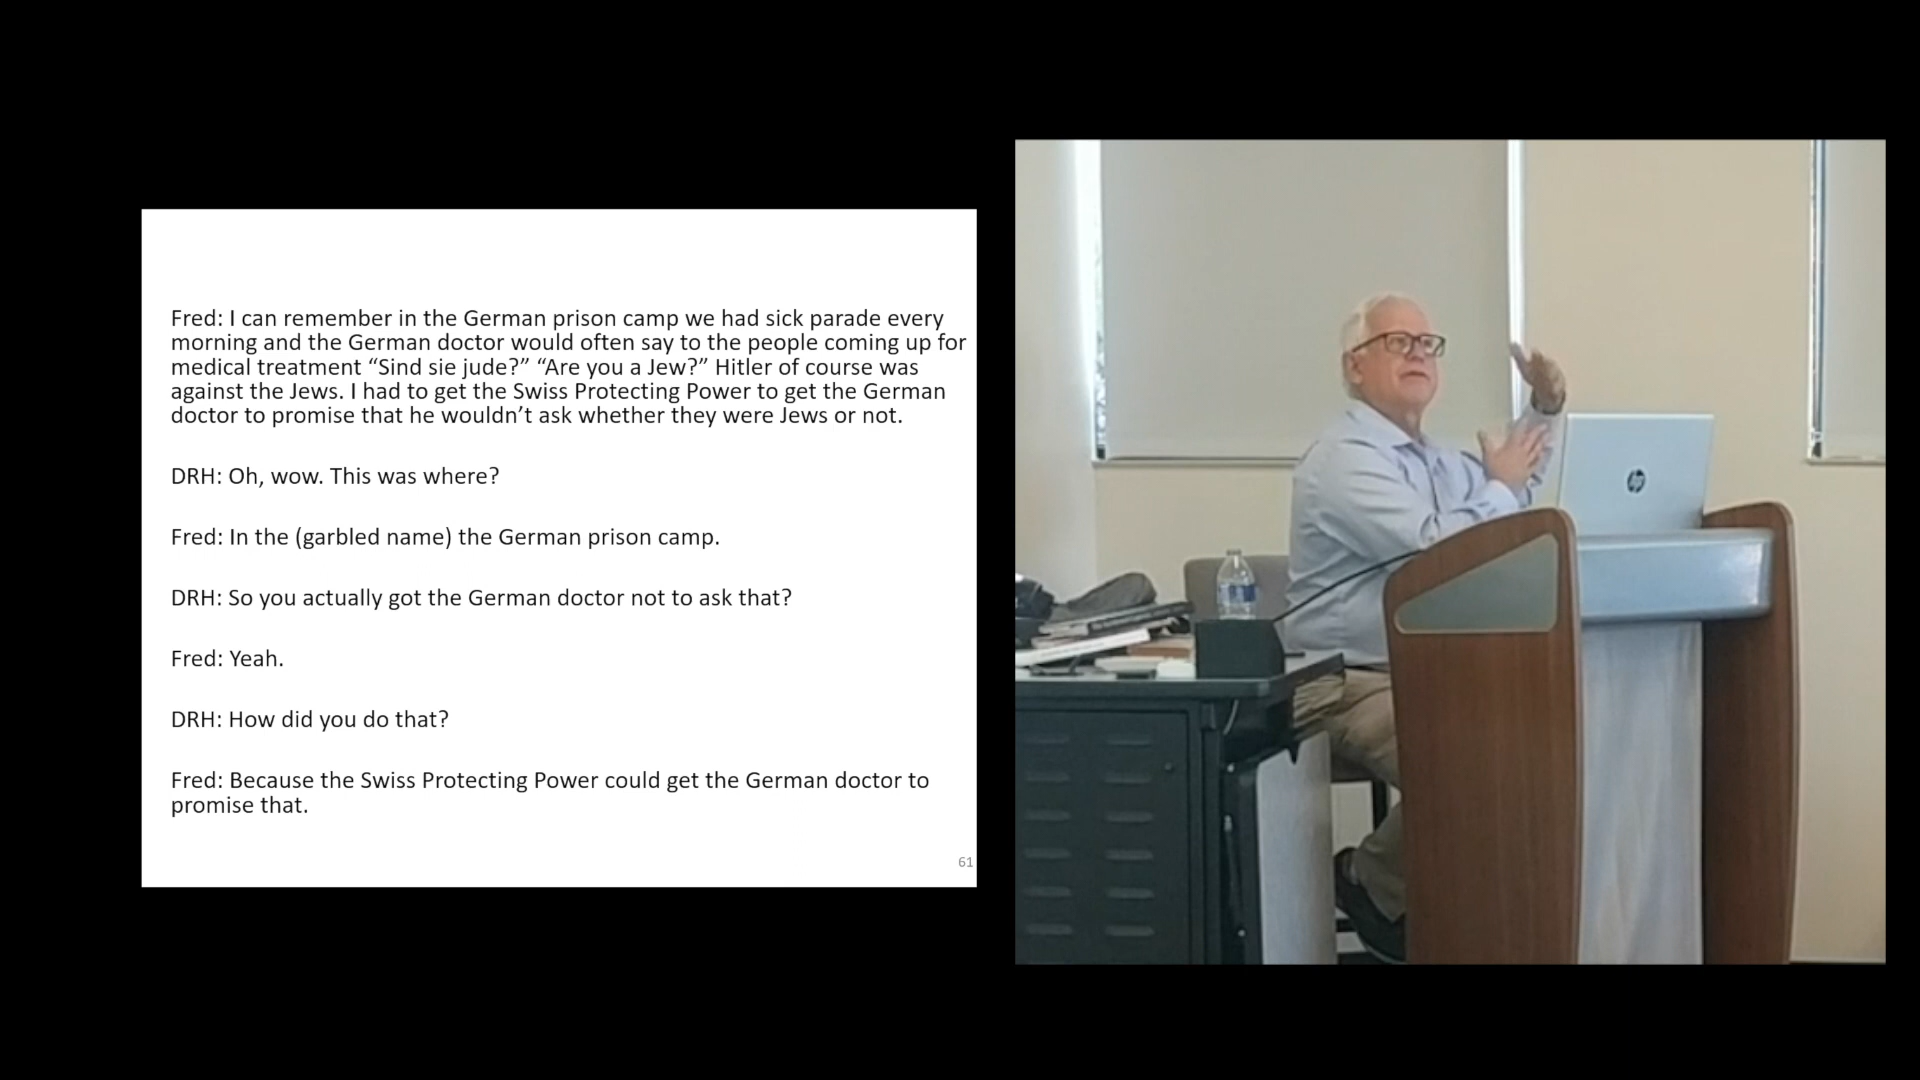 Fred: I can remember in the German prison camp we had sick parade every
morning and the German doctor would often say to the people coming up for
medical treatment “Sind sie jude?” “Are you a Jew?” Hitler of course was
against the Jews. I had to get the Swiss Protecting Power to get the German
doctor to promise that he wouldn’t ask whether they were Jews or not.
DRH: Oh, wow. This was where?
Fred: In the (garbled name) the German prison camp.
DRH: So you actually got the German doctor not to ask that?
Fred: Yeah.
DRH: How did you do that?
Fred: Because the Swiss Protecting Power could get the German doctor to
promise that.
61
hp